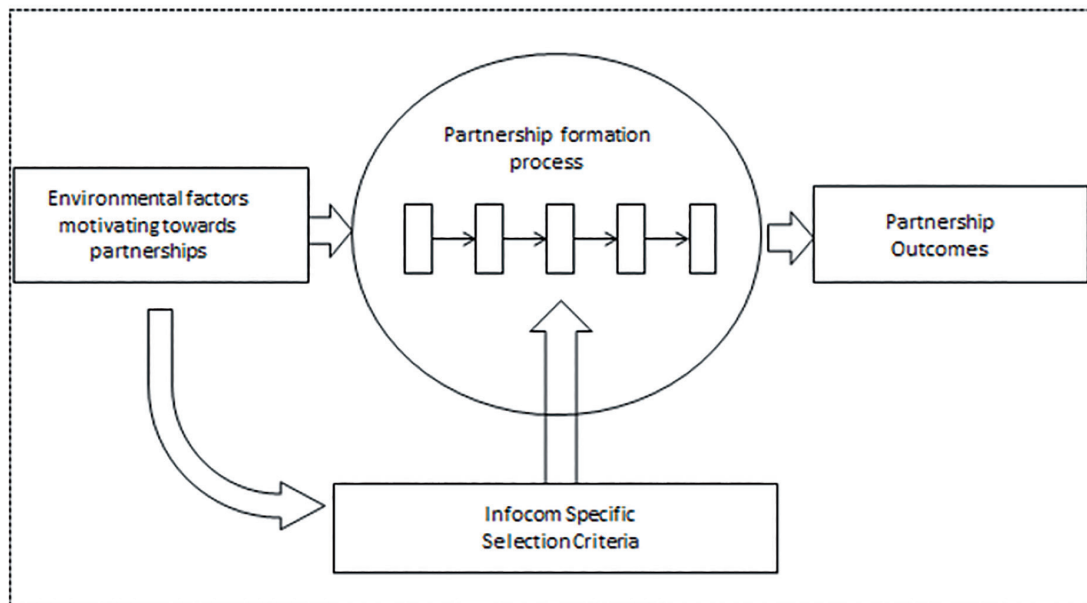 Partnership formation
process
Environmental factors
motivating towards
partnerships
Partnership
Outcomes
Infocom Specific
Selection Criteria